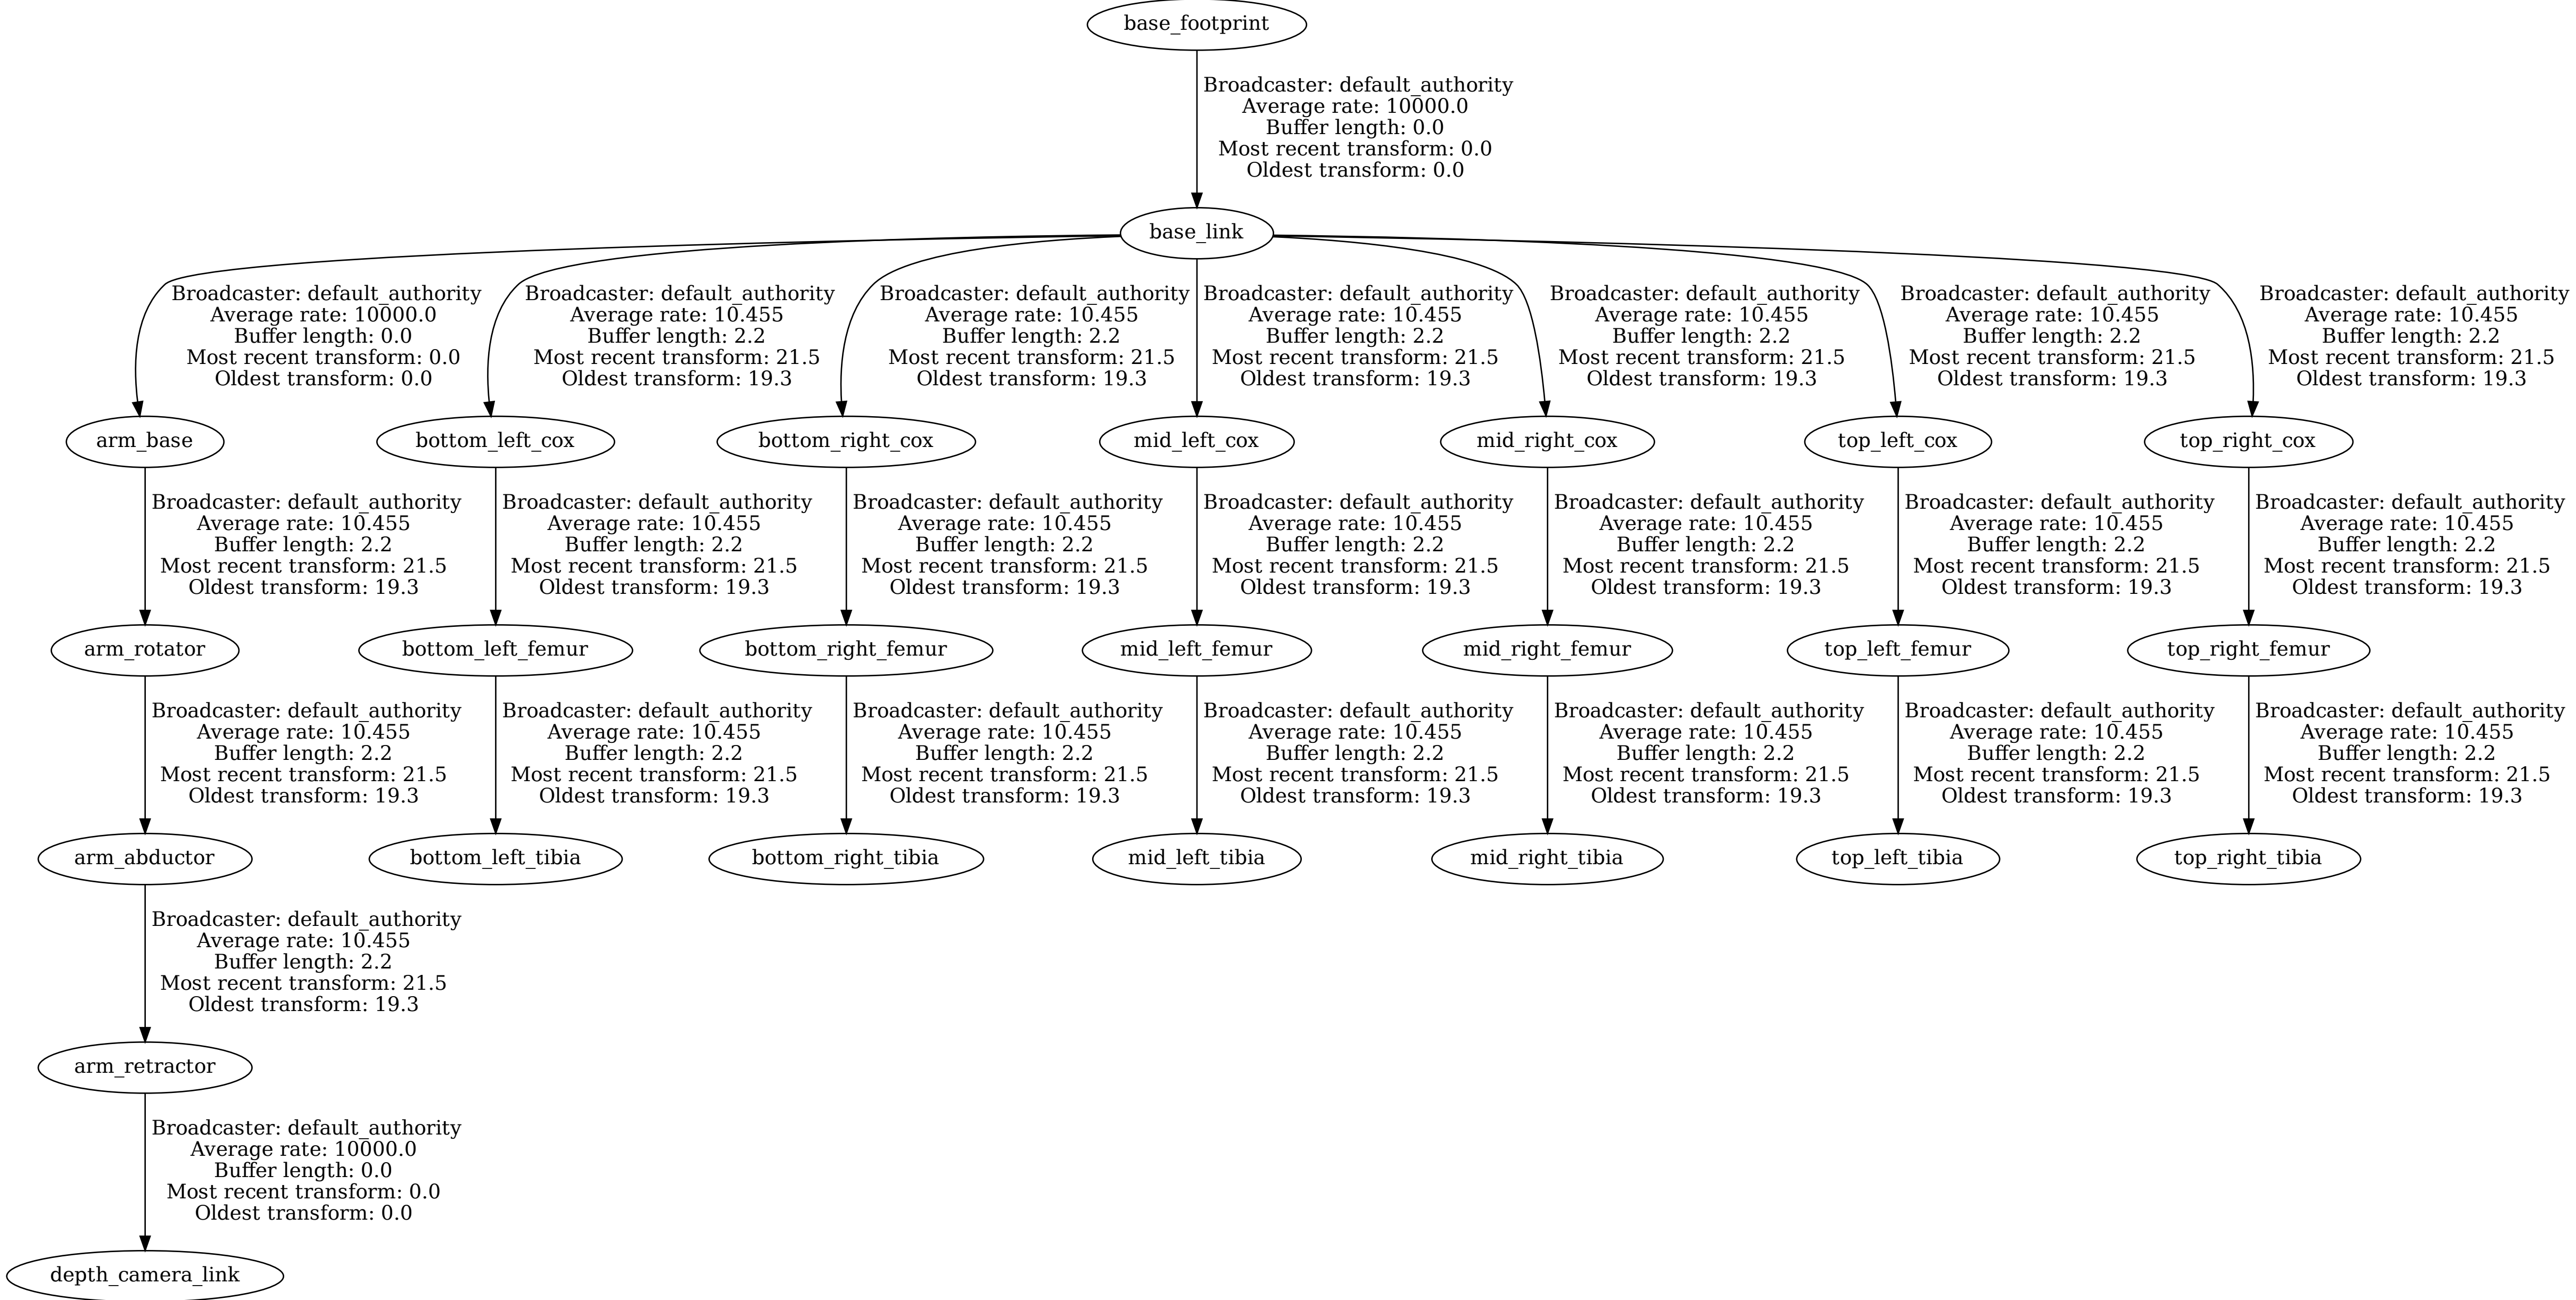 base_footprint
Broadcaster: default_authority
Average rate: 10000.0
Buffer length: 0.0
Most recent transform: 0.0
Oldest transform: 0.0
base_link
Broadcaster: default_authority
Average rate: 10000.0
Buffer length: 0.0
Most recent transform: 0.0
Oldest transform: 0.0
Broadcaster: default_authority
Average rate: 10.455
Buffer length: 2.2
Most recent transform: 21.5
Oldest transform: 19.3
Broadcaster: default_authority
Average rate: 10.455
Buffer length: 2.2
Most recent transform: 21.5
Oldest transform: 19.3
Broadcaster: default_authority
Average rate: 10.455
Buffer length: 2.2
Most recent transform: 21.5
Oldest transform: 19.3
Broadcaster: default_authority
Average rate: 10.455
Buffer length: 2.2
Most recent transform: 21.5
Oldest transform: 19.3
Broadcaster: default_authority
Average rate: 10.455
Buffer length: 2.2
Most recent transform: 21.5
Oldest transform: 19.3
Broadcaster: default_authority
Average rate: 10.455
Buffer length: 2.2
Most recent transform: 21.5
Oldest transform: 19.3
arm_base
bottom_left_cox
bottom_right_cox
mid_left_cox
mid_right_cox
top_left_cox
top_right_cox
Broadcaster: default_authority
Average rate: 10.455
Buffer length: 2.2
Most recent transform: 21.5
Oldest transform: 19.3
Broadcaster: default_authority
Average rate: 10.455
Buffer length: 2.2
Most recent transform: 21.5
Oldest transform: 19.3
Broadcaster: default_authority
Average rate: 10.455
Buffer length: 2.2
Most recent transform: 21.5
Oldest transform: 19.3
Broadcaster: default_authority
Average rate: 10.455
Buffer length: 2.2
Most recent transform: 21.5
Oldest transform: 19.3
Broadcaster: default_authority
Average rate: 10.455
Buffer length: 2.2
Most recent transform: 21.5
Oldest transform: 19.3
Broadcaster: default_authority
Average rate: 10.455
Buffer length: 2.2
Most recent transform: 21.5
Oldest transform: 19.3
Broadcaster: default_authority
Average rate: 10.455
Buffer length: 2.2
Most recent transform: 21.5
Oldest transform: 19.3
arm_rotator
bottom_left_femur
bottom_right_femur
mid_left_femur
mid_right_femur
top_left_femur
top_right_femur
Broadcaster: default_authority
Average rate: 10.455
Buffer length: 2.2
Most recent transform: 21.5
Oldest transform: 19.3
Broadcaster: default_authority
Average rate: 10.455
Buffer length: 2.2
Most recent transform: 21.5
Oldest transform: 19.3
Broadcaster: default_authority
Average rate: 10.455
Buffer length: 2.2
Most recent transform: 21.5
Oldest transform: 19.3
Broadcaster: default_authority
Average rate: 10.455
Buffer length: 2.2
Most recent transform: 21.5
Oldest transform: 19.3
Broadcaster: default_authority
Average rate: 10.455
Buffer length: 2.2
Most recent transform: 21.5
Oldest transform: 19.3
Broadcaster: default_authority
Average rate: 10.455
Buffer length: 2.2
Most recent transform: 21.5
Oldest transform: 19.3
Broadcaster: default_authority
Average rate: 10.455
Buffer length: 2.2
Most recent transform: 21.5
Oldest transform: 19.3
arm_abductor
bottom_left_tibia
bottom_right_tibia
mid_left_tibia
mid_right_tibia
top_left_tibia
top_right_tibia
Broadcaster: default_authority
Average rate: 10.455
Buffer length: 2.2
Most recent transform: 21.5
Oldest transform: 19.3
arm_retractor
Broadcaster: default_authority
Average rate: 10000.0
Buffer length: 0.0
Most recent transform: 0.0
Oldest transform: 0.0
depth_camera_link